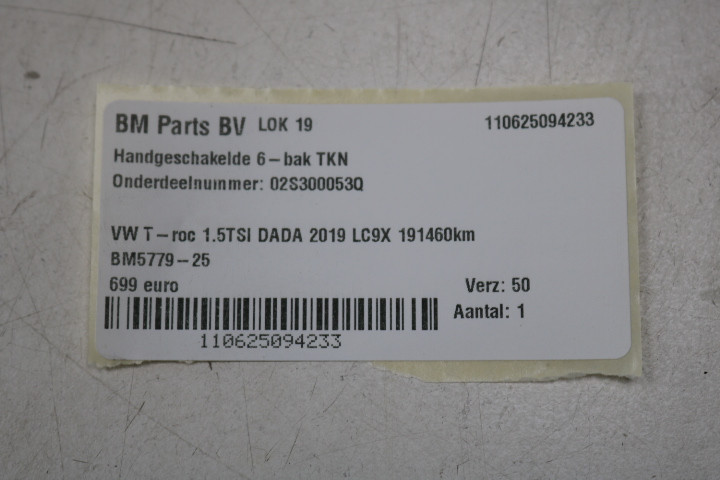 BM Parts BV LOK 19 110625094233
Handgeschakelde 6-bak TKN
Onderdeelnummer: 02S300053Q
VW T-roc 1.5TSI DADA 2019 LC9X 191460km
BM5779-25
699 euro Verz: 50
Aantal: 1
110625094233